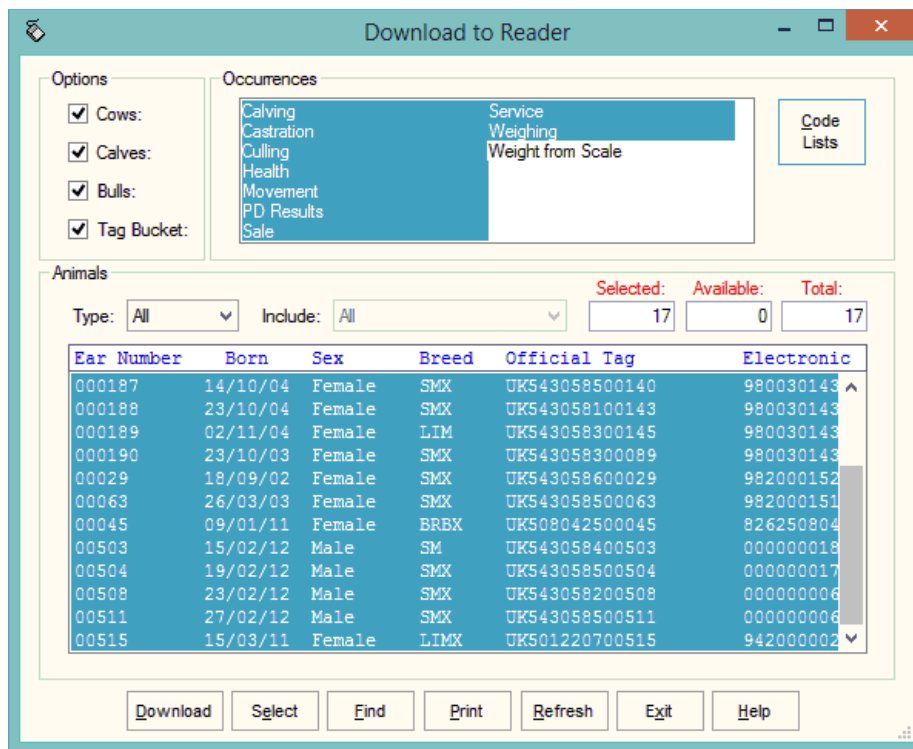 Download to Reader
Options
Cows:
Calves:
Bulls:
Tag Bucket:
Occurrences
Calving
Castration
Culling
Health
Movement
PD Results
Sale
Service
Weighing
Weight from Scale
Code
Lists
Animals
Type: All Include: All
Selected: Available: Total:
17 0 17
Ear Number Born Sex Breed Official Tag Electronic
000187 14/10/04 Female SMX UK543058500140 980030143
000188 23/10/04 Female SMX UK543058100143 980030143
000189 02/11/04 Female LIM UK543058300145 980030143
000190 23/10/03 Female SMX UK543058300089 980030143
00029 18/09/02 Female SMX UK543058600029 982000152
00063 26/03/03 Female SMX UK543058500063 982000151
00045 09/01/11 Female BRBX UK508042500045 826250804
00503 15/02/12 Male SM UK543058400503 000000018
00504 19/02/12 Male SMX UK543058500504 000000017
00508 23/02/12 Male SMX UK543058200508 000000006
00511 27/02/12 Male SMX UK543058500511 000000006
00515 15/03/11 Female LIMX UK501220700515 942000002
Download Select Find Print Refresh Exit Help